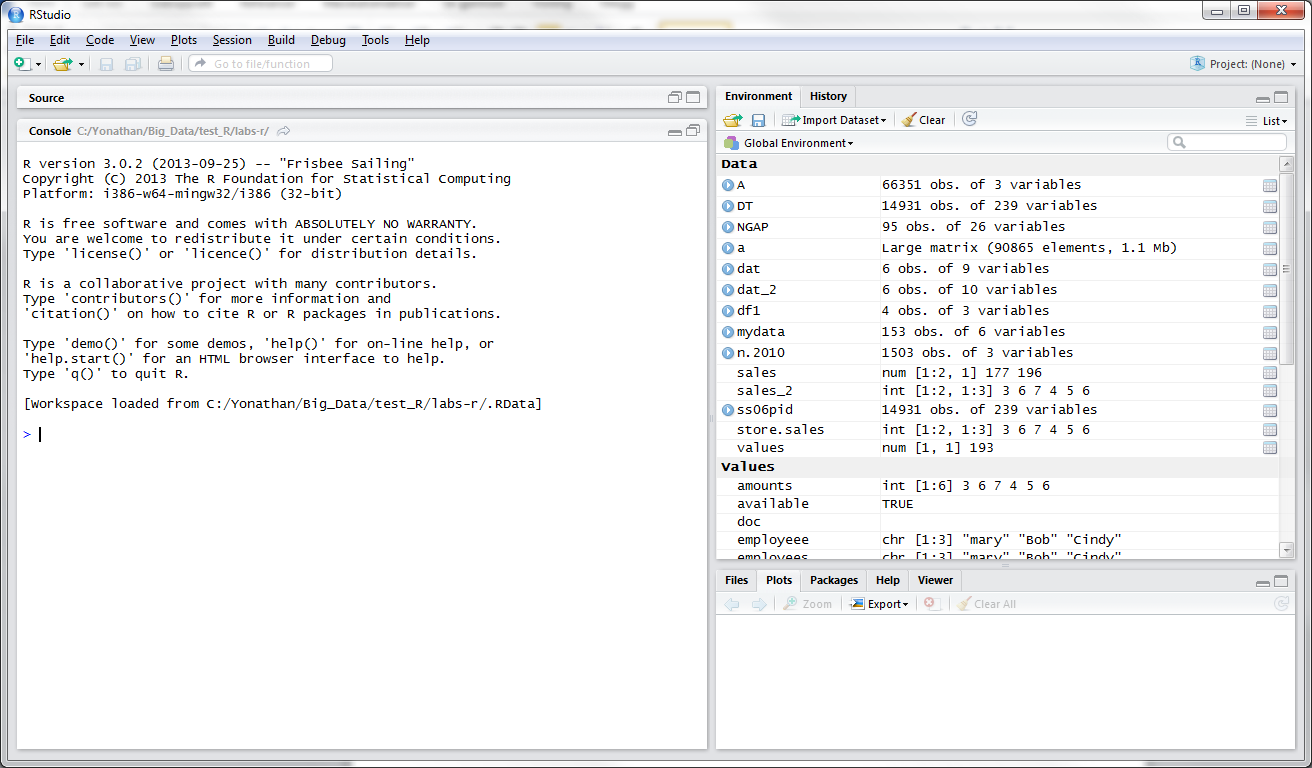 RStudio
File Edit Code View Plots Session Build Debug Tools Help
Go to file/function Project: (None)
Source
Console C:/Yonathan/Big_Data/test_R/labs-r/
R version 3.0.2 (2013-09-25) -- "Frisbee Sailing"
Copyright (C) 2013 The R Foundation for Statistical Computing
Platform: i386-w64-mingw32/i386 (32-bit)
R is free software and comes with ABSOLUTELY NO WARRANTY.
You are welcome to redistribute it under certain conditions.
Type 'license()' or 'licence()' for distribution details.
R is a collaborative project with many contributors.
Type 'contributors()' for more information and
'citation()' on how to cite R or R packages in publications.
Type 'demo()' for some demos, 'help()' for on-line help, or
'help.start()' for an HTML browser interface to help.
Type 'q()' to quit R.
[Workspace loaded from C:/Yonathan/Big_Data/test_R/labs-r/.RData]
>
Environment History
Import Dataset Clear List
Global Environment
Data
A 66351 obs. of 3 variables
DT 14931 obs. of 239 variables
NGAP 95 obs. of 26 variables
a Large matrix (90865 elements, 1.1 Mb)
dat 6 obs. of 9 variables
dat_2 6 obs. of 10 variables
df1 4 obs. of 3 variables
mydata 153 obs. of 6 variables
n.2010 1503 obs. of 3 variables
sales num [1:2, 1] 177 196
sales_2 int [1:2, 1:3] 3 6 7 4 5 6
ss06pid 14931 obs. of 239 variables
store.sales int [1:2, 1:3] 3 6 7 4 5 6
values num [1, 1] 193
Values
amounts int [1:6] 3 6 7 4 5 6
available TRUE
doc
employeee chr [1:3] "mary" "Bob" "Cindy"
employees chr [1:3] "mary" "Bob" "Cindy"
Files Plots Packages Help Viewer
Zoom Export Clear All